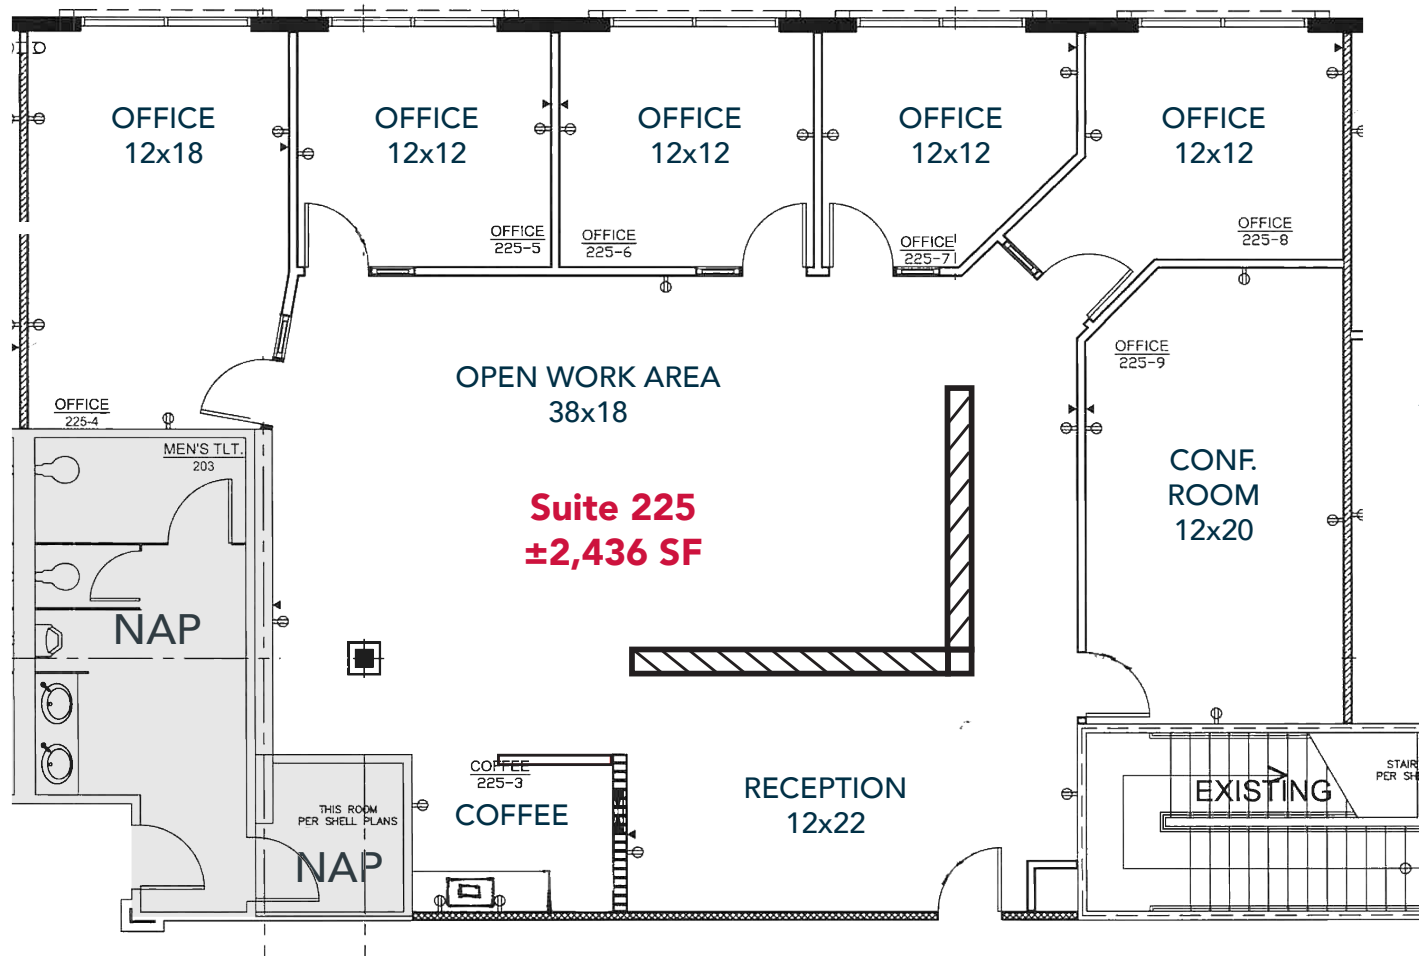 OFFICE
12x18
OFFICE
12x12
OFFICE
12x12
OFFICE
12x12
OFFICE
12x12
OFFICE
225-5
OFFICE
225-6
OFFICE
225-7
OFFICE
225-8
OFFICE
225-9
OPEN WORK AREA
38x18
OFFICE
225-4
MEN'S TLT.
203
CONF.
ROOM
12x20
Suite 225
±2,436 SF
NAP
COFFEE
225-3
COFFEE
RECEPTION
12x22
EXISTING
STAIR
PER SH
THIS ROOM
PER SHELL PLANS
NAP